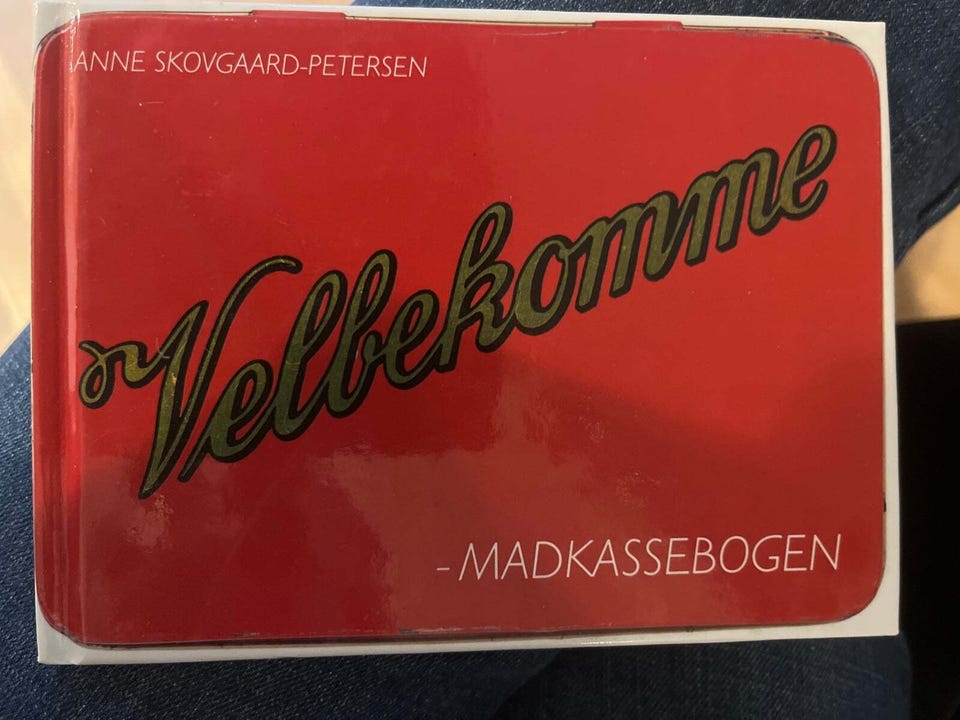 ANNE SKOVGAARD-PETERSEN
Velbekomme
- MADKASSEBOGEN